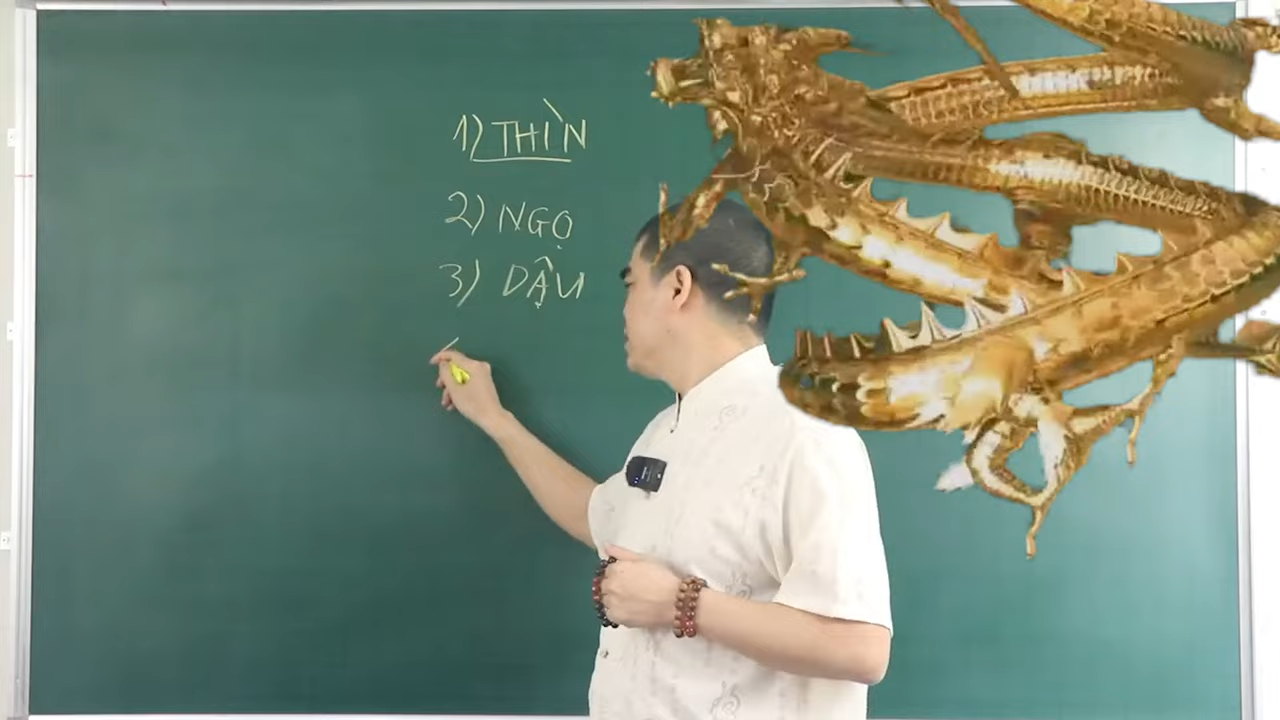 1) THÌN
2) NGỌ
3) DẬU